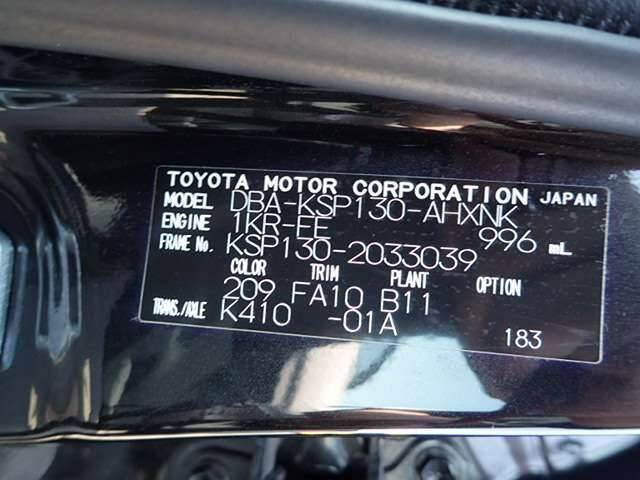 TOYOTA MOTOR CORPORATION JAPAN
MODEL DBA-KSP130-AHXNK
ENGINE 1KR-FE 996 mL
FRAME No. KSP130-2033039
COLOR TRIM PLANT OPTION
209 FA10 B11
TRANS./AXLE K410 -01A
183